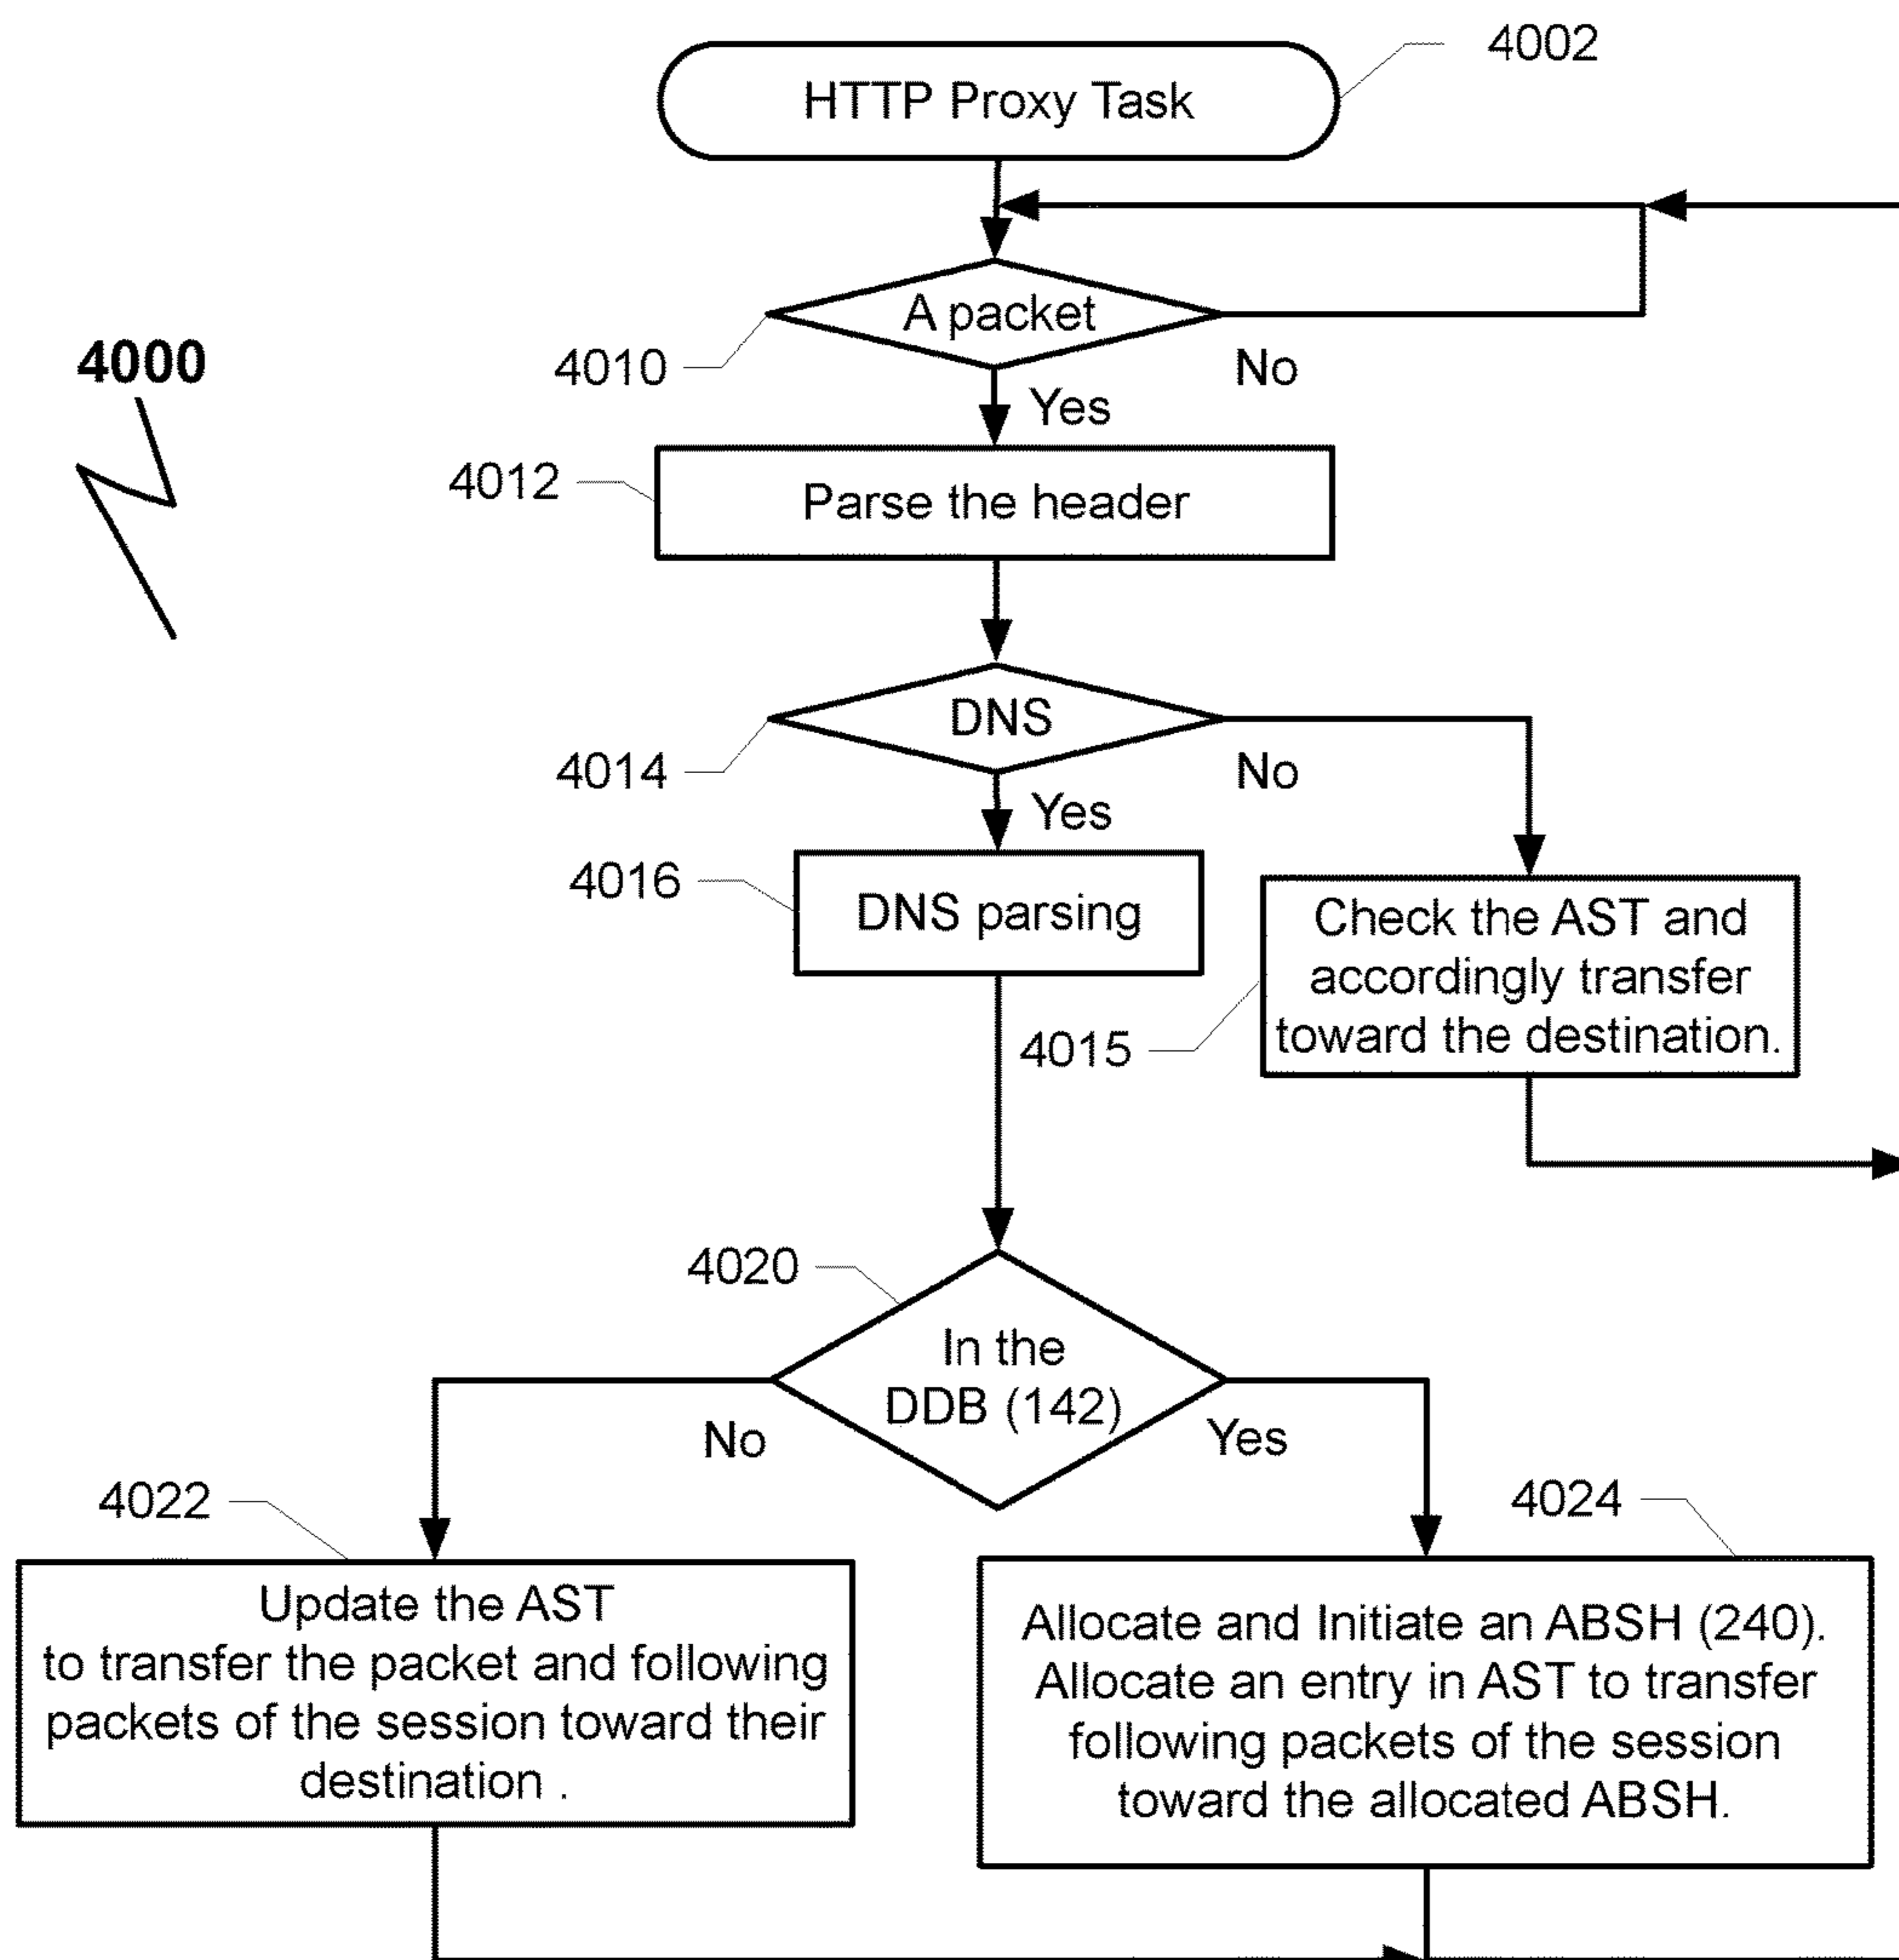 HTTP Proxy Task
4002
A packet
4010
No
Yes
4000
4012
Parse the header
DNS
4014
No
Yes
4016
DNS parsing
Check the AST and
accordingly transfer
toward the destination.
4015
4020
In the
DDB (142)
No
Yes
4022
4024
Update the AST
to transfer the packet and following
packets of the session toward their
destination .
Allocate and Initiate an ABSH (240).
Allocate an entry in AST to transfer
following packets of the session
toward the allocated ABSH.